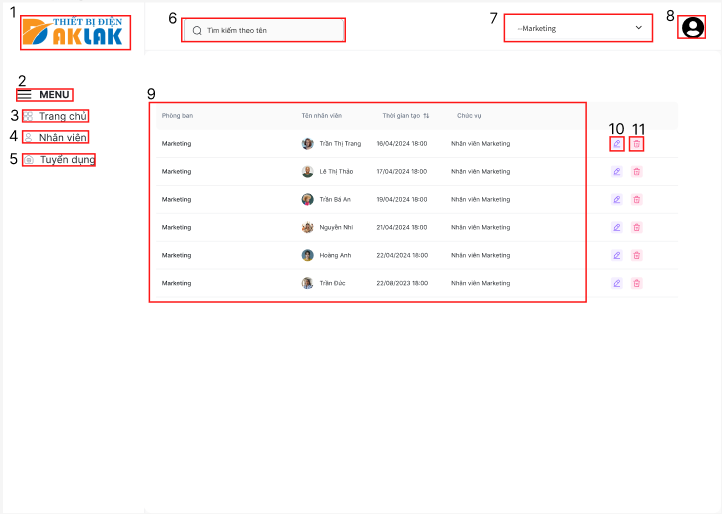 1
THIẾT BỊ ĐIỆN
ĐAKLAK
6
Tìm kiếm theo tên
7
--Marketing
8
2
MENU
3
Trang chủ
4
Nhân viên
5
Tuyển dụng
9
Phòng ban Tên nhân viên Thời gian tạo Chức vụ
10 11
Marketing Trần Thị Trang 16/04/2024 18:00 Nhân viên Marketing
Marketing Lê Thị Thảo 17/04/2024 18:00 Nhân viên Marketing
Marketing Trần Bá An 19/04/2024 18:00 Nhân viên Marketing
Marketing Nguyễn Nhi 21/04/2024 18:00 Nhân viên Marketing
Marketing Hoàng Anh 22/04/2024 18:00 Nhân viên Marketing
Marketing Trần Đức 22/08/2023 18:00 Nhân viên Marketing